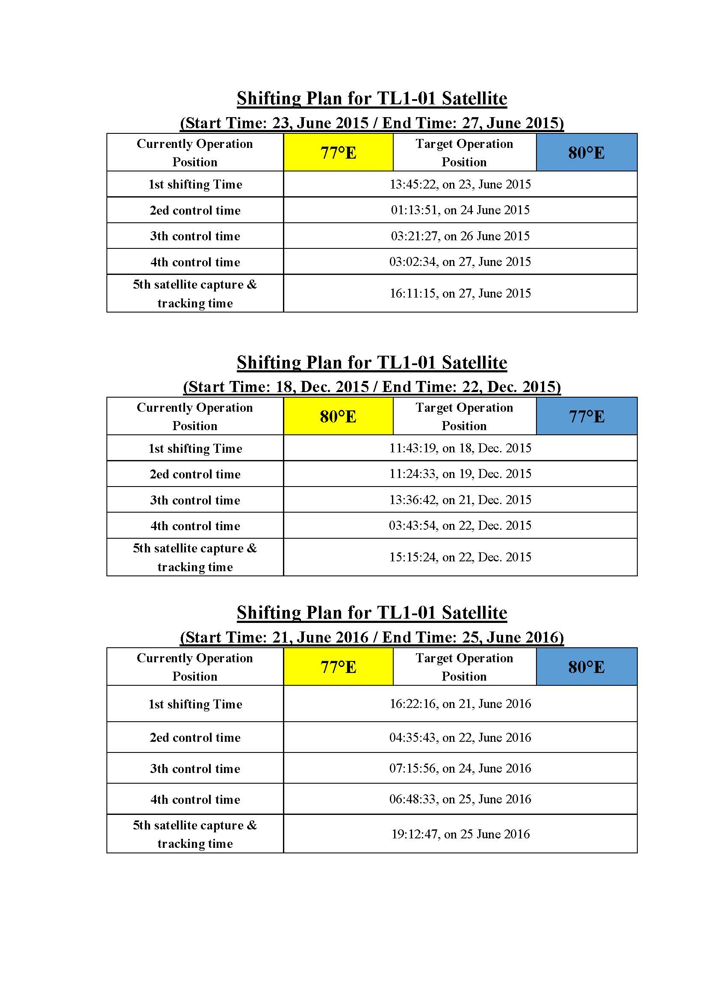 Shifting Plan for TL1-01 Satellite
(Start Time: 23, June 2015 / End Time: 27, June 2015)
Currently Operation
Position
77°E
Target Operation
Position
80°E
1st shifting Time
13:45:22, on 23, June 2015
2ed control time
01:13:51, on 24 June 2015
3th control time
03:21:27, on 26 June 2015
4th control time
03:02:34, on 27, June 2015
5th satellite capture &
tracking time
16:11:15, on 27, June 2015
Shifting Plan for TL1-01 Satellite
(Start Time: 18, Dec. 2015 / End Time: 22, Dec. 2015)
Currently Operation
Position
80°E
Target Operation
Position
77°E
1st shifting Time
11:43:19, on 18, Dec. 2015
2ed control time
11:24:33, on 19, Dec. 2015
3th control time
13:36:42, on 21, Dec. 2015
4th control time
03:43:54, on 22, Dec. 2015
5th satellite capture &
tracking time
15:15:24, on 22, Dec. 2015
Shifting Plan for TL1-01 Satellite
(Start Time: 21, June 2016 / End Time: 25, June 2016)
Currently Operation
Position
77°E
Target Operation
Position
80°E
1st shifting Time
16:22:16, on 21, June 2016
2ed control time
04:35:43, on 22, June 2016
3th control time
07:15:56, on 24, June 2016
4th control time
06:48:33, on 25, June 2016
5th satellite capture &
tracking time
19:12:47, on 25 June 2016